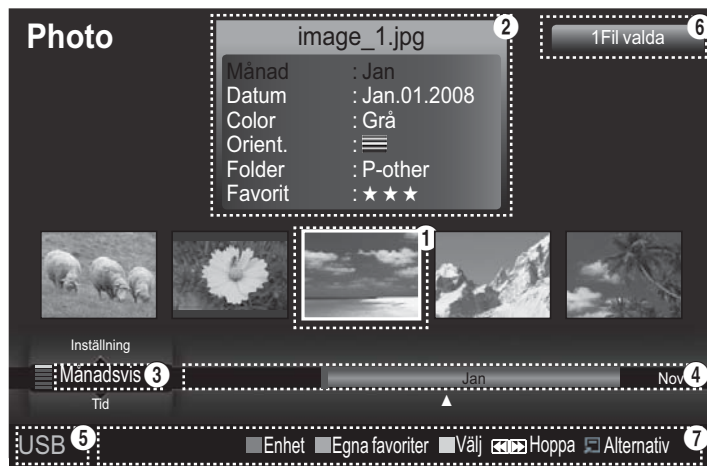 Photo
image_1.jpg
② ⑥
1Fil valda
Månad : Jan
Datum : Jan.01.2008
Color : Grå
Orient. :
Folder : P-other
Favorit : ★★★
①
Inställning
Månadsvis ③
Jan
Nov ④
Tid
USB ⑤
Enhet Egna favoriter Välj Hoppa Alternativ ⑦